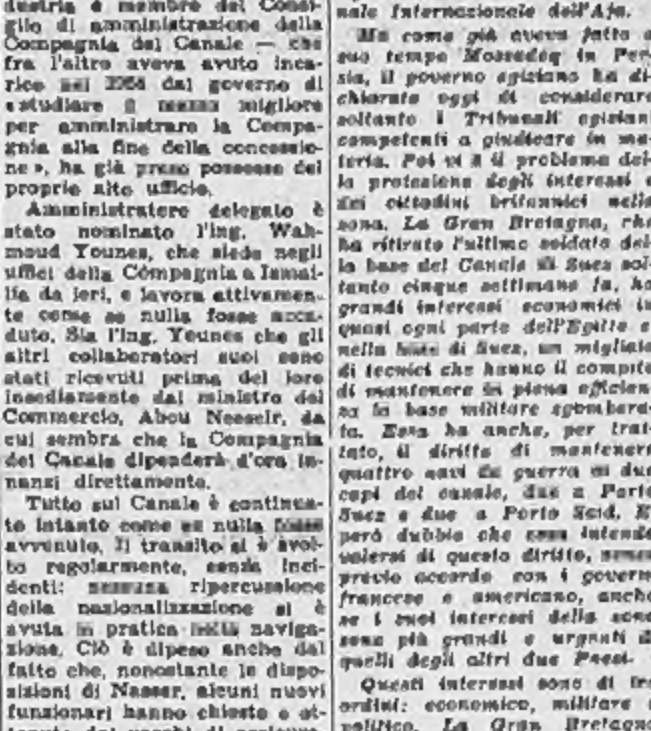 dustria e membro del Consi-
glio di amministrazione della
Compagnia del Canale — che
fra l'altro aveva avuto inca-
rico nel dal governo di
« studiare il mezzo migliore
per amministrare la Compa-
gnia alla fine della concessio-
ne », ha già preso possesso del
proprio alto ufficio.
Amministratore delegato è
stato nominato l'ing. Wah-
moud Younes, che siede negli
uffici della Compagnia a Ismai-
lia da ieri, e lavora attivamen-
te come se nulla fosse acca-
duto. Sia l'ing. Younes che gli
altri collaboratori suoi sono
stati ricevuti prima del loro
insediamento dal ministro del
Commercio, Abou Nesseir, da
cui sembra che la Compagnia
del Canale dipenderà d'ora in-
nanzi direttamente.
Tutto sul Canale è continua-
to intanto come se nulla fosse
avvenuto. Il transito si è svol-
to regolarmente, senza inci-
denti: nessuna ripercussione
della nazionalizzazione si è
avuta in pratica nella naviga-
zione. Ciò è dipeso anche dal
fatto che, nonostante le dispo-
sizioni di Nasser, alcuni nuovi
funzionari hanno chiesto e ot-
nale Internazionale dell'Aja.
Ma come già aveva fatto a
suo tempo Mossadeq in Per-
sia, il governo egiziano ha di-
chiarato oggi di considerare
soltanto i Tribunali egiziani
competenti a giudicare in ma-
teria. Poi vi è il problema del-
la protezione degli interessi e
dei cittadini britannici nella
zona. La Gran Bretagna, che
ha ritirato l'ultimo soldato dal-
la base del Canale di Suez sol-
tanto cinque settimane fa, ha
grandi interessi economici in
quasi ogni parte dell'Egitto e
nella base di Suez, un migliaio
di tecnici che hanno il compito
di mantenere in piena efficien-
za la base militare sgombera-
ta. Essa ha anche, per trat-
tato, il diritto di mantenere
quattro navi da guerra ai due
capi del canale, due a Porto
Suez e due a Porto Said. E'
però dubbio che essa intenda
valersi di questo diritto, senza
previo accordo con i governi
francese e americano, anche
se i suoi interessi della zona
sono più grandi e urgenti di
quelli degli altri due Paesi.
Questi interessi sono di tre
ordini: economico, militare e
politico. La Gran Bretagna